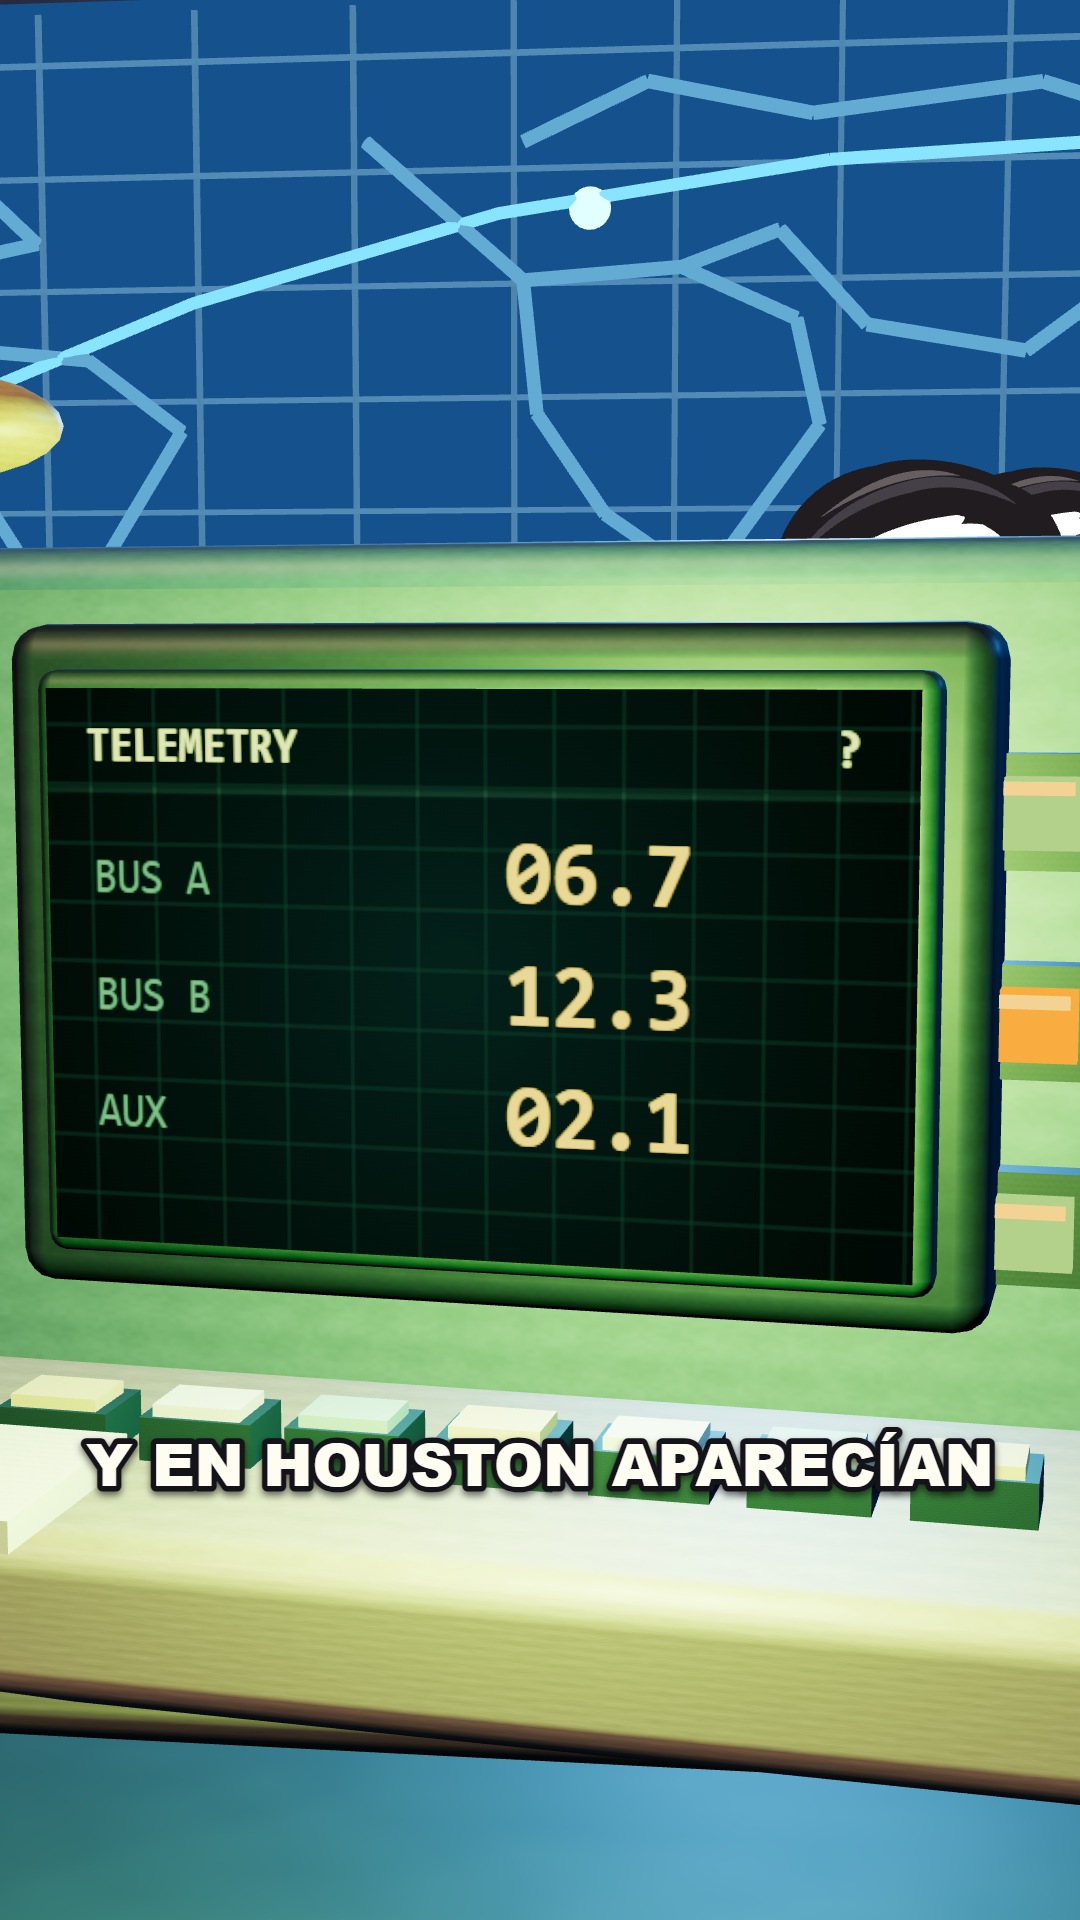 TELEMETRY ?
BUS A 06.7
BUS B 12.3
AUX 02.1
Y EN HOUSTON APARECÍAN